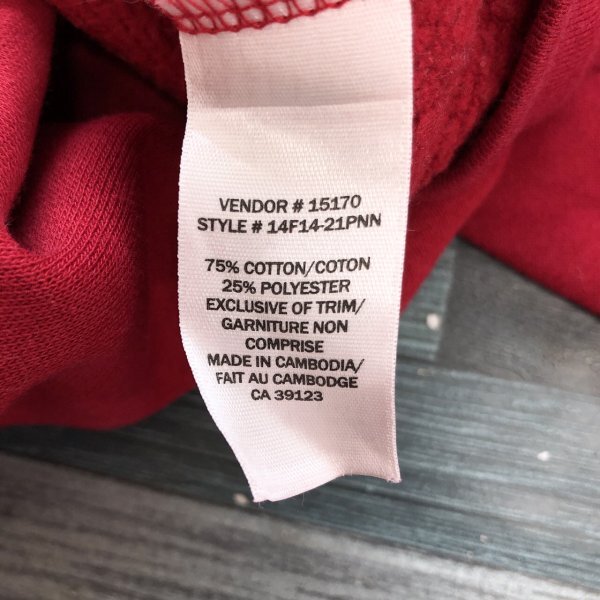 VENDOR # 15170
STYLE # 14F14-21PNN
75% COTTON/COTON
25% POLYESTER
EXCLUSIVE OF TRIM/
GARNITURE NON
COMPRISE
MADE IN CAMBODIA/
FAIT AU CAMBODGE
CA 39123